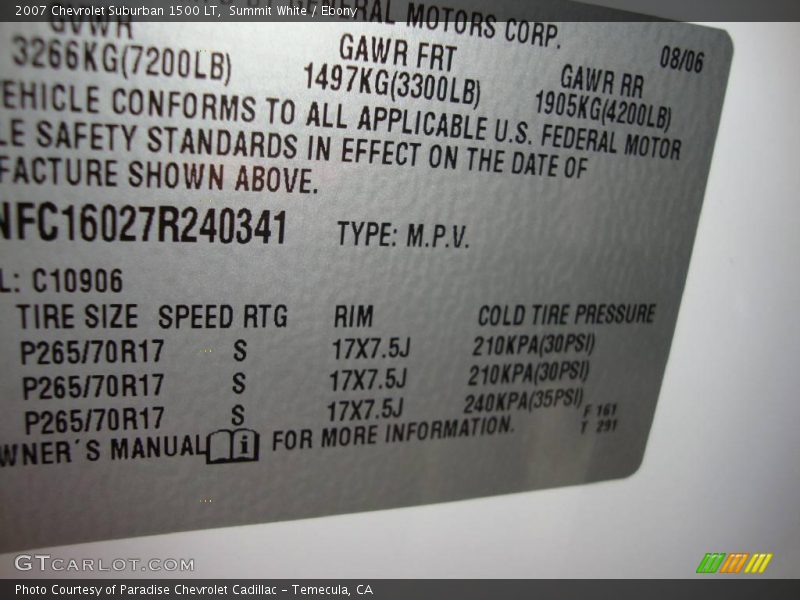 2007 Chevrolet Suburban 1500 LT, Summit White / Ebony
GENERAL MOTORS CORP.
08/06
GVWR GAWR FRT GAWR RR
3266KG(7200LB) 1497KG(3300LB) 1905KG(4200LB)
EHICLE CONFORMS TO ALL APPLICABLE U.S. FEDERAL MOTOR
LE SAFETY STANDARDS IN EFFECT ON THE DATE OF
FACTURE SHOWN ABOVE.
NFC16027R240341 TYPE: M.P.V.
L: C10906
TIRE SIZE SPEED RTG RIM COLD TIRE PRESSURE
P265/70R17 S 17X7.5J 210KPA(30PSI)
P265/70R17 S 17X7.5J 210KPA(30PSI)
P265/70R17 S 17X7.5J 240KPA(35PSI)
WNER'S MANUAL i FOR MORE INFORMATION.
F 161
T 291
GTCARLOT.COM
Photo Courtesy of Paradise Chevrolet Cadillac - Temecula, CA